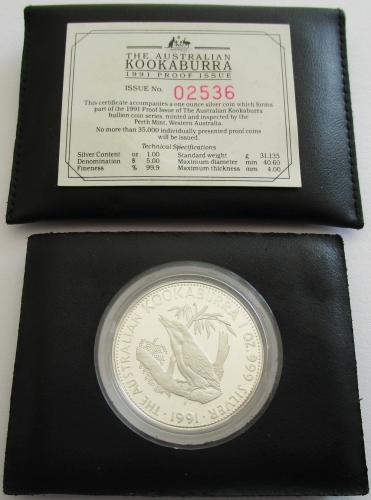 THE AUSTRALIAN
KOOKABURRA
1991 PROOF ISSUE
ISSUE No. 02536
This certificate accompanies a one ounce silver coin which forms
part of the 1991 Proof Issue of The Australian Kookaburra
bullion coin series, minted and inspected by the
Perth Mint, Western Australia.
No more than 35,000 individually presented proof coins
will be issued.
Technical Specifications
Silver Content oz 1.00 Standard weight g 31.135
Denomination $ 5.00 Maximum diameter mm 40.60
Fineness % 99.9 Maximum thickness mm 4.00
THE AUSTRALIAN KOOKABURRA 1 OZ. 999 SILVER
· 1991 ·